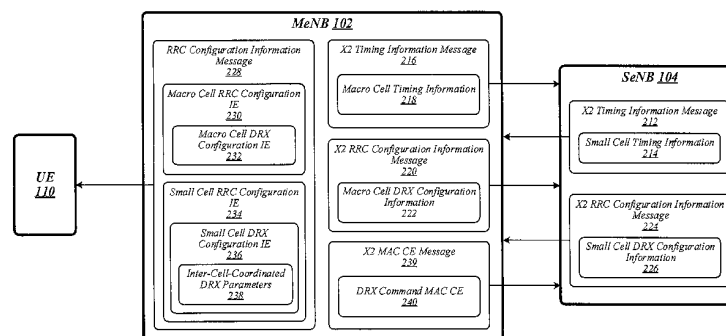 MeNB 102
RRC Configuration Information
Message
228
Macro Cell RRC Configuration
IE
230
Macro Cell DRX
Configuration IE
232
Small Cell RRC Configuration
IE
234
Small Cell DRX
Configuration IE
236
Inter-Cell-Coordinated
DRX Parameters
238
X2 Timing Information Message
216
Macro Cell Timing Information
218
X2 RRC Configuration Information
Message
220
Macro Cell DRX Configuration
Information
222
X2 MAC CE Message
239
DRX Command MAC CE
240
SeNB 104
X2 Timing Information Message
212
Small Cell Timing Information
214
X2 RRC Configuration Information
Message
224
Small Cell DRX Configuration
Information
226
UE
110